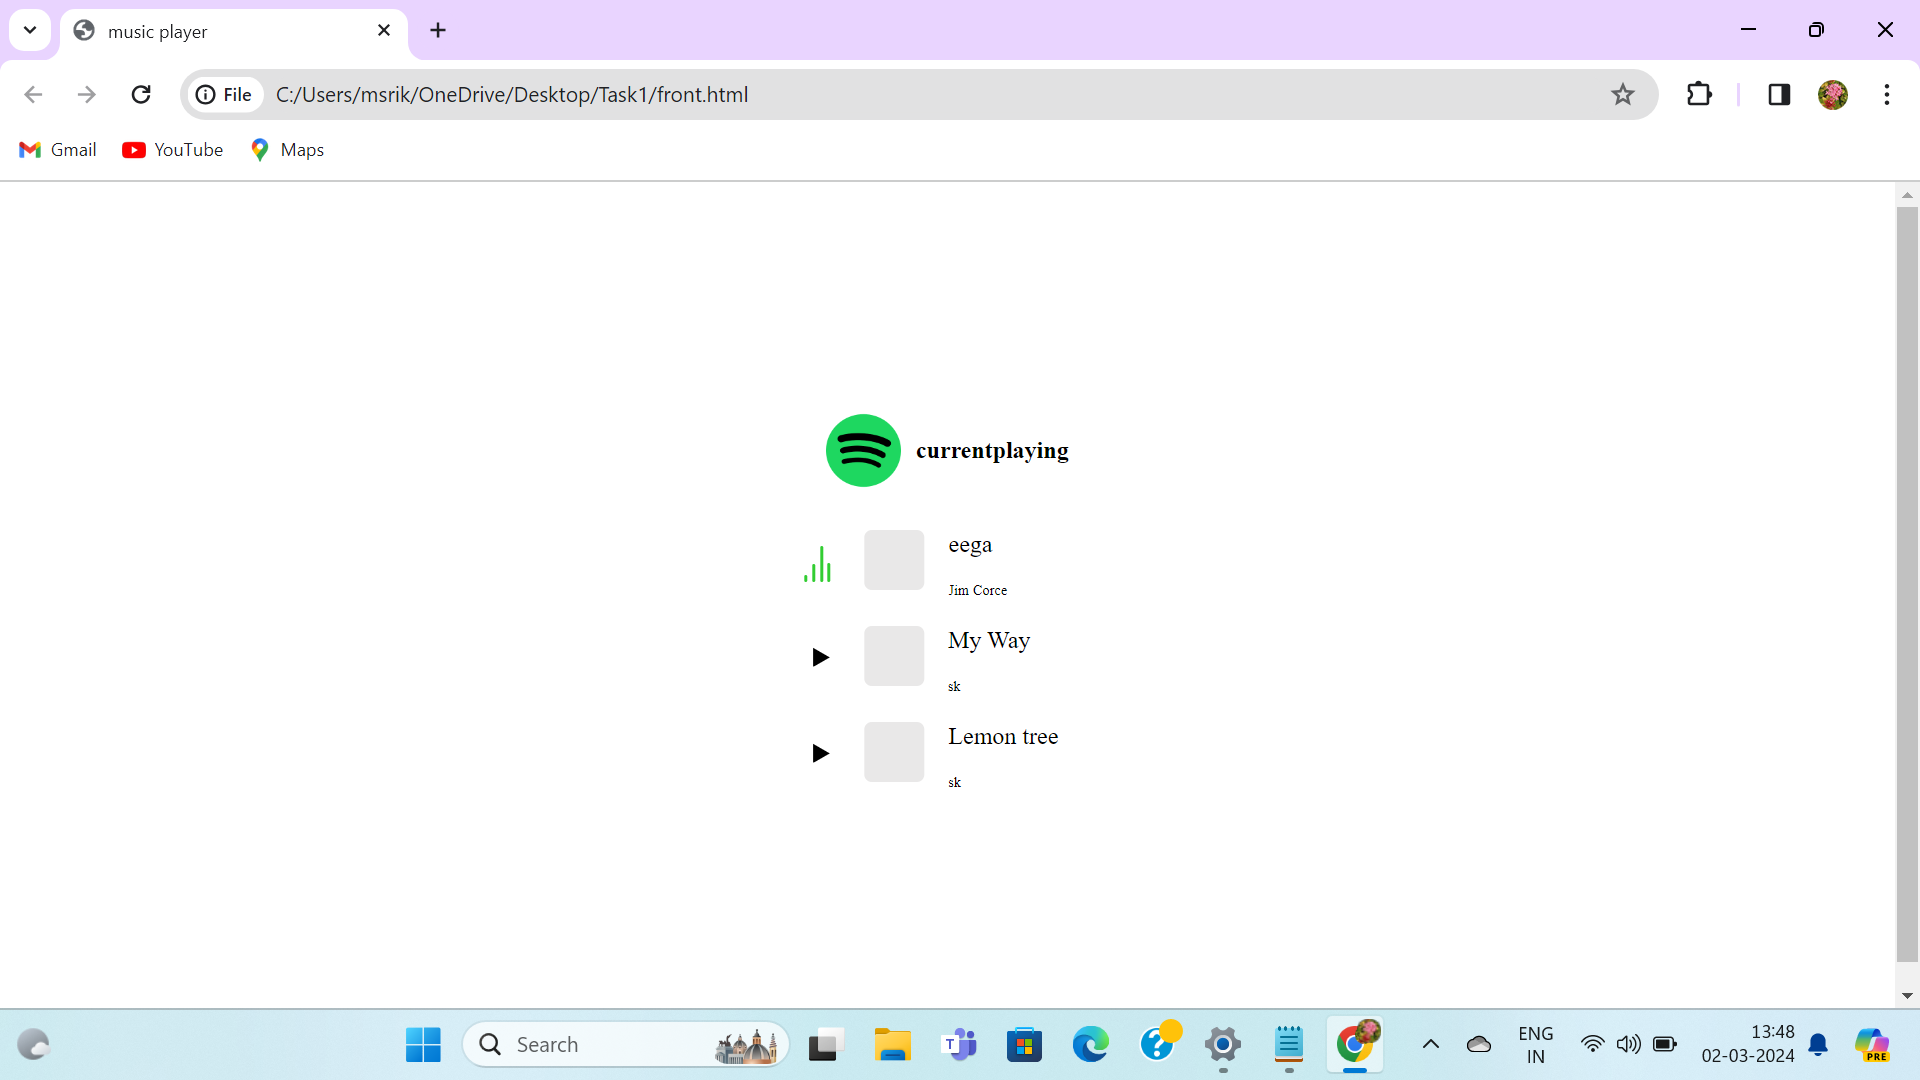 music player
File C:/Users/msrik/OneDrive/Desktop/Task1/front.html
Gmail YouTube Maps
currentplaying
eega
Jim Corce
My Way
sk
Lemon tree
sk
Search
T
?
ENG
IN
13:48
02-03-2024
PRE